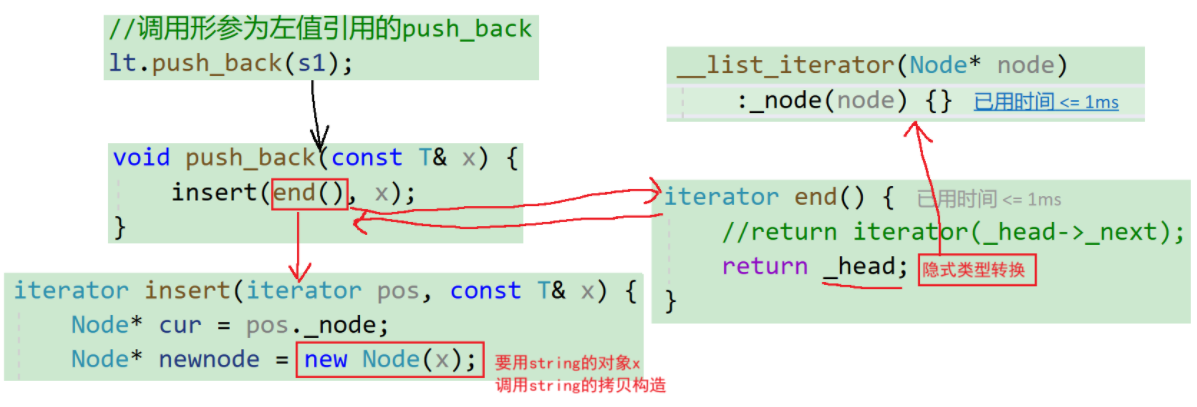 //调用形参为左值引用的push_back
lt.push_back(s1);
void push_back(const T& x) {
insert(end(), x);
}
iterator insert(iterator pos, const T& x) {
Node* cur = pos._node;
Node* newnode = new Node(x);
要用string的对象x
调用string的拷贝构造
__list_iterator(Node* node)
:_node(node) {} 已用时间 <= 1ms
iterator end() { 已用时间 <= 1ms
//return iterator(_head->_next);
return _head; 隐式类型转换
}